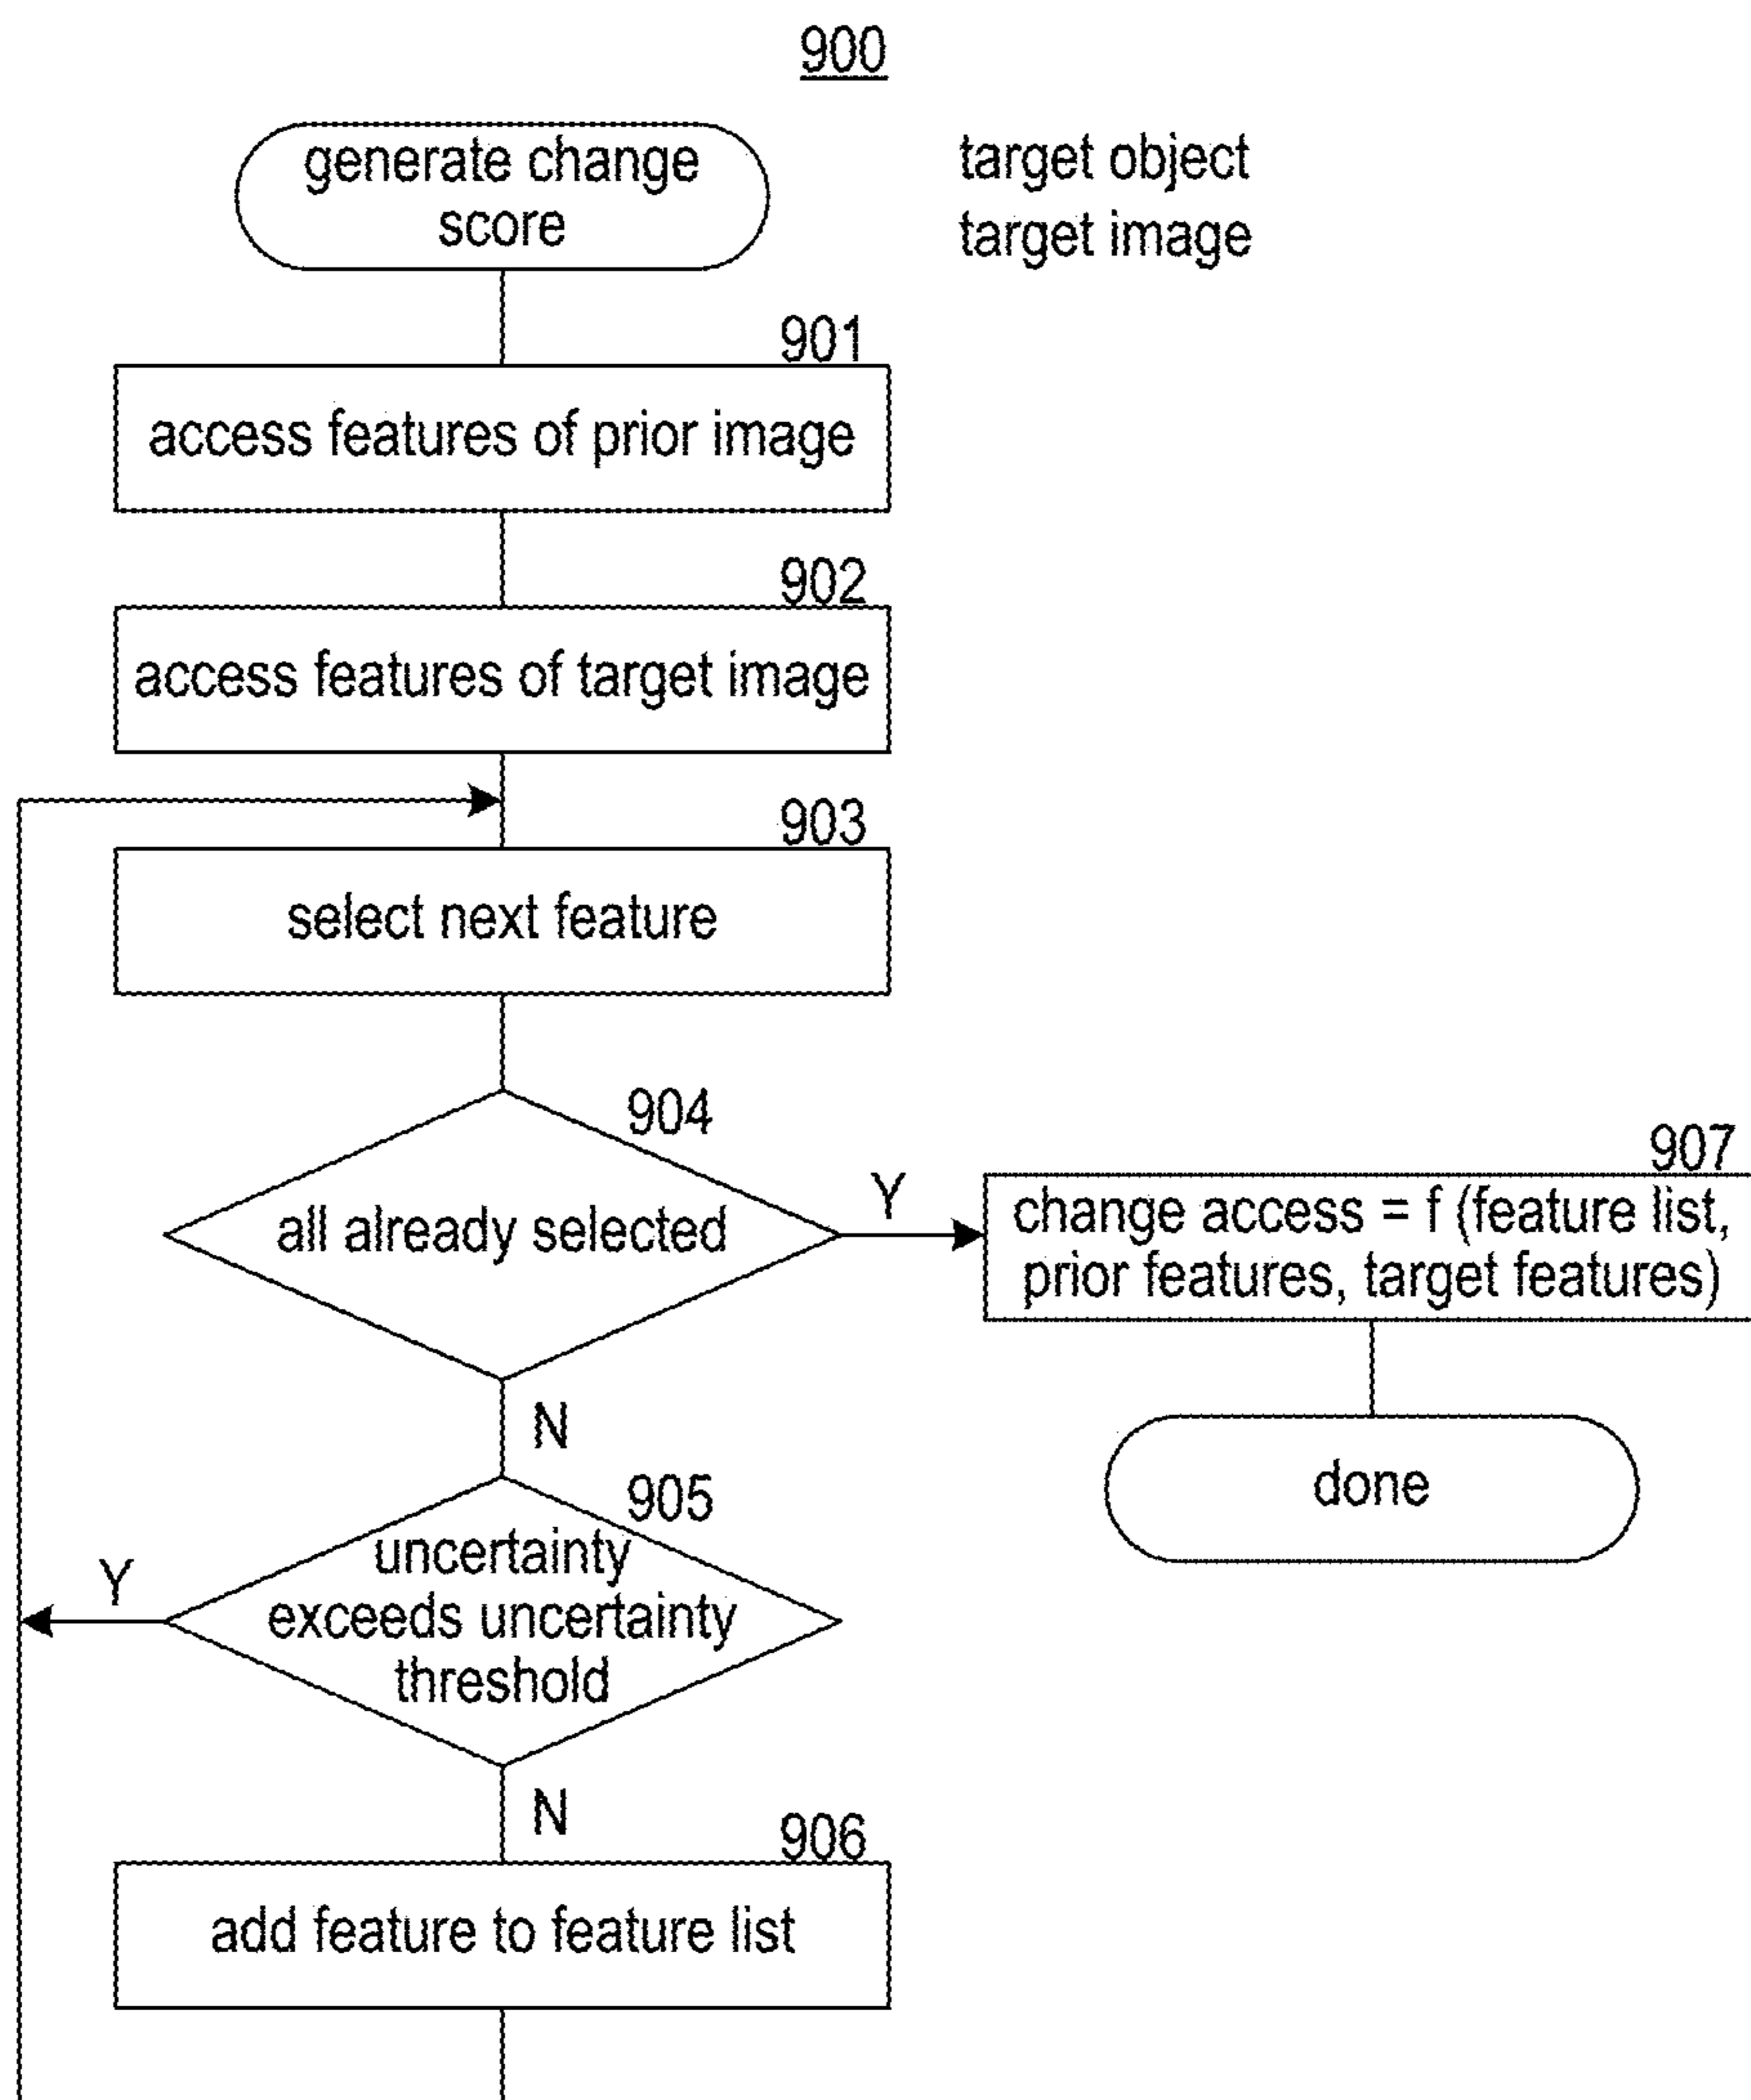 900
generate change
score
target object
target image
901
access features of prior image
902
access features of target image
903
select next feature
904
all already selected
Y
907
change access = f (feature list,
prior features, target features)
done
N
905
uncertainty
exceeds uncertainty
threshold
Y
N
906
add feature to feature list